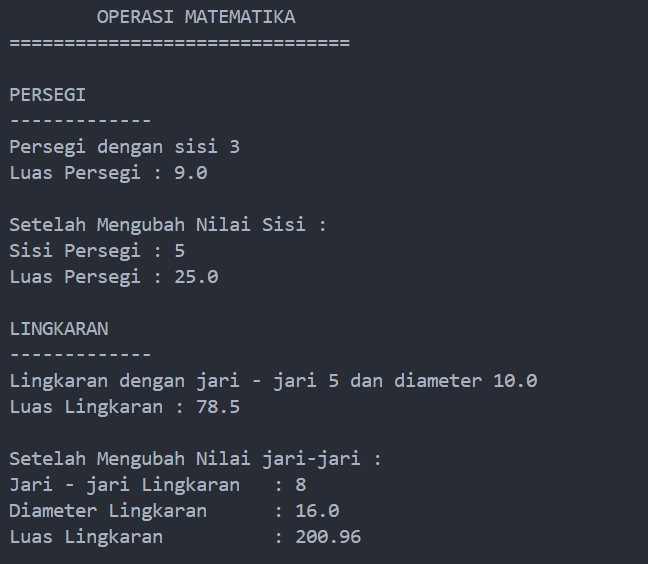 OPERASI MATEMATIKA
===============================
PERSEGI
-------------
Persegi dengan sisi 3
Luas Persegi : 9.0
Setelah Mengubah Nilai Sisi :
Sisi Persegi : 5
Luas Persegi : 25.0
LINGKARAN
-------------
Lingkaran dengan jari - jari 5 dan diameter 10.0
Luas Lingkaran : 78.5
Setelah Mengubah Nilai jari-jari :
Jari - jari Lingkaran   : 8
Diameter Lingkaran      : 16.0
Luas Lingkaran          : 200.96